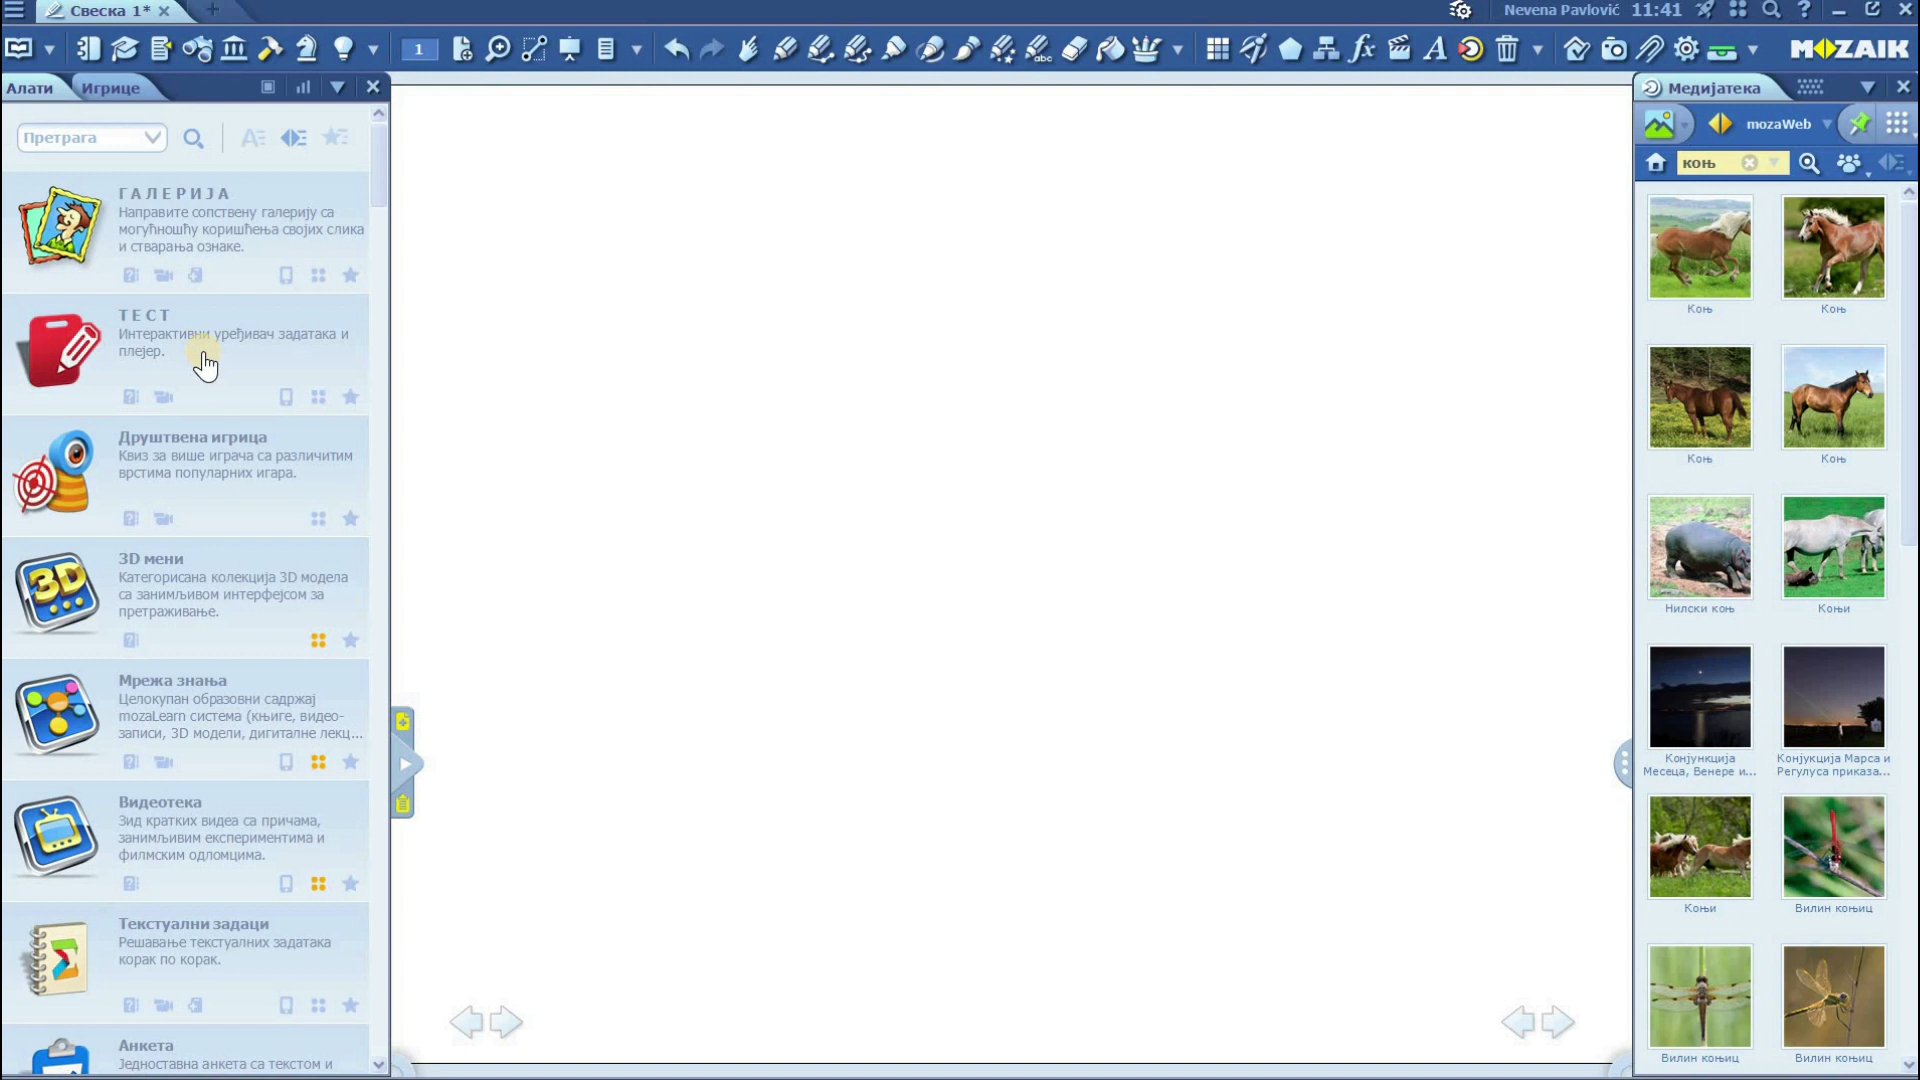 Свеска 1*
Nevena Pavlović 11:41
1
abc
fx
A
MOZAIK
Алати
Игрице
Медијатека
Претрага
mozaWeb
коњ
ГАЛЕРИЈА
Направите сопствену галерију са
могућношћу коришћења својих слика
и стварања ознаке.
ТЕСТ
Интерактивни уређивач задатака и
плејер.
Друштвена игрица
Квиз за више играча са различитим
врстима популарних игара.
3D
3D мени
Категорисана колекција 3D модела
са занимљивом интерфејсом за
претраживање.
Мрежа знања
Целокупан образовни садржај
mozaLearn система (књиге, видео-
записи, 3D модели, дигиталне лекц...
Видеотека
Зид кратких видеа са причама,
занимљивим експериментима и
филмским одломцима.
Текстуални задаци
Решавање текстуалних задатака
корак по корак.
Анкета
Једноставна анкета са текстом и
Коњ
Коњ
Коњ
Коњ
Нилски коњ
Коњи
Конјункција
Месеца, Венере и...
Конјукција Марса и
Регулуса приказа...
Коњи
Вилин коњиц
Вилин коњиц
Вилин коњиц